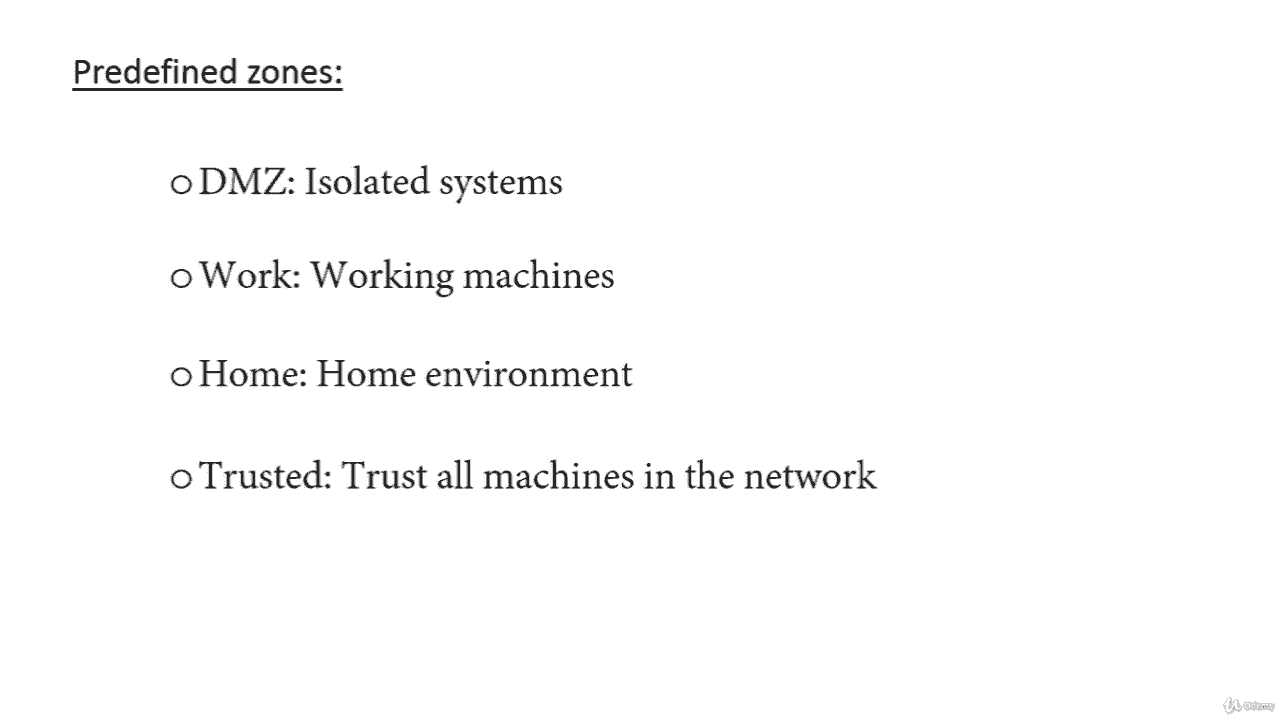 Predefined zones:
DMZ: Isolated systems
Work: Working machines
Home: Home environment
Trusted: Trust all machines in the network
Udemy